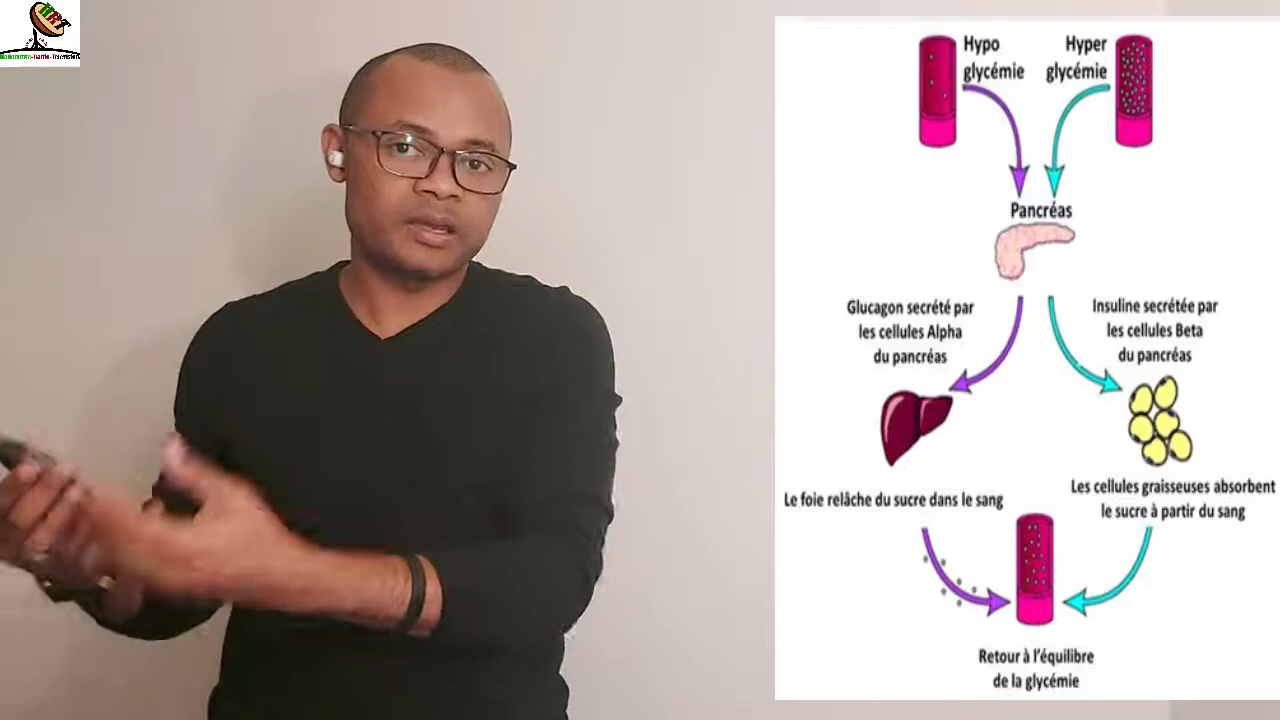 Hypo
glycémie
Hyper
glycémie
Pancréas
Glucagon secrété par
les cellules Alpha
du pancréas
Insuline secrétée par
les cellules Beta
du pancréas
Le foie relâche du sucre dans le sang
Les cellules graisseuses absorbent
le sucre à partir du sang
Retour à l'équilibre
de la glycémie